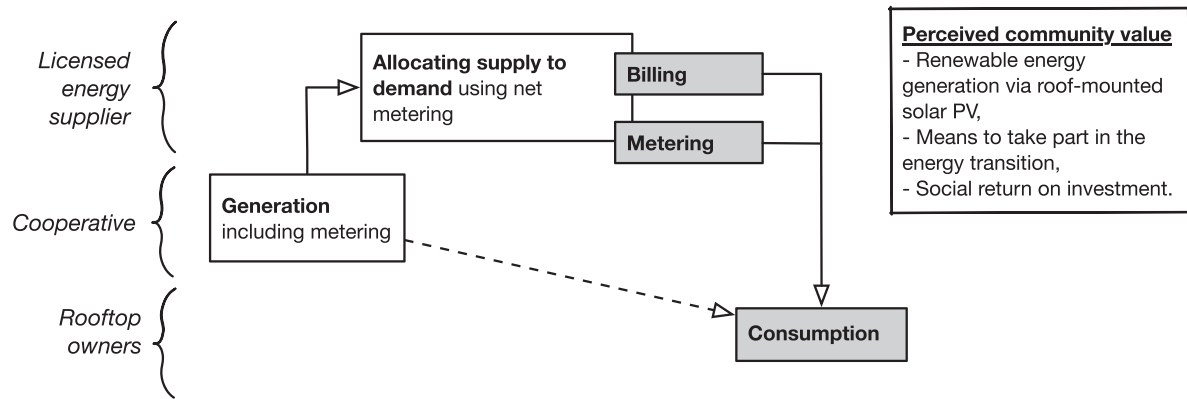 Licensed
energy
supplier
Allocating supply to
demand using net
metering
Billing
Metering
Perceived community value
- Renewable energy
generation via roof-mounted
solar PV,
- Means to take part in the
energy transition,
- Social return on investment.
Cooperative
Generation
including metering
Rooftop
owners
Consumption